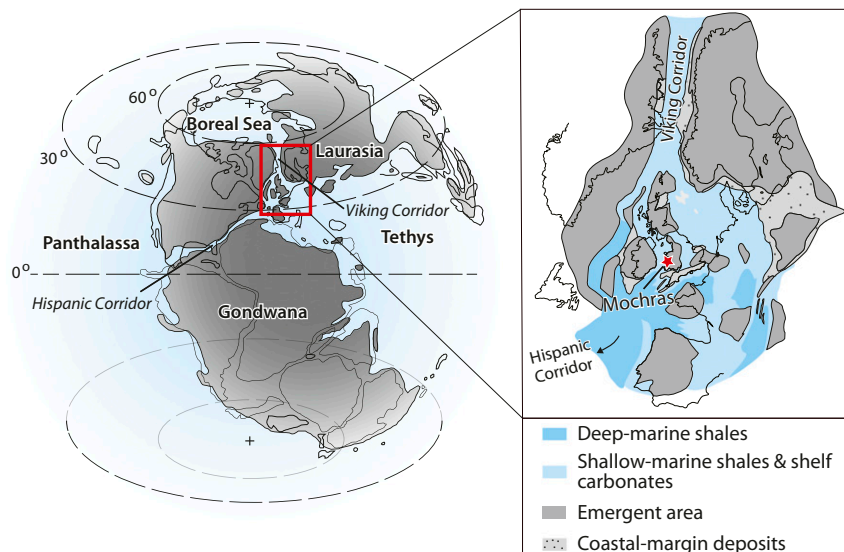 60°
Boreal Sea
30°
Laurasia
Viking Corridor
Panthalassa
Tethys
0°
Hispanic Corridor
Gondwana
Viking Corridor
Mochras
Hispanic
Corridor
Deep-marine shales
Shallow-marine shales & shelf
carbonates
Emergent area
Coastal-margin deposits